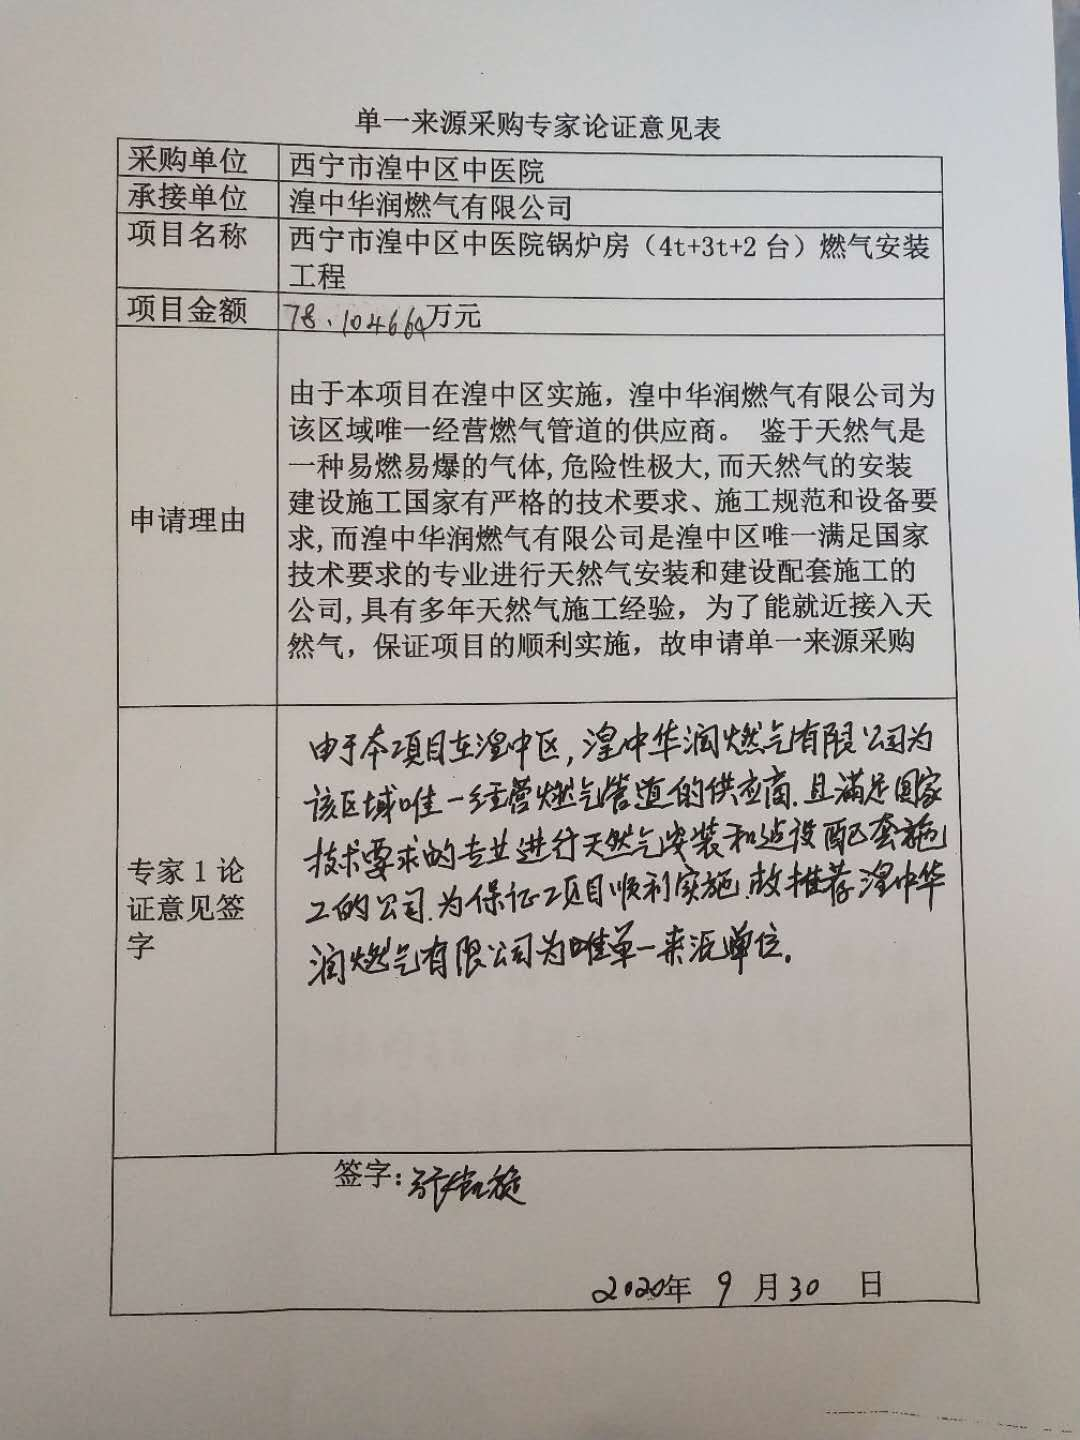 单一来源采购专家论证意见表
采购单位
西宁市湟中区中医院
承接单位
湟中华润燃气有限公司
项目名称
西宁市湟中区中医院锅炉房（4t+3t+2 台）燃气安装
工程
项目金额
78.104664万元
申请理由
由于本项目在湟中区实施，湟中华润燃气有限公司为
该区域唯一经营燃气管道的供应商。 鉴于天然气是
一种易燃易爆的气体,危险性极大,而天然气的安装
建设施工国家有严格的技术要求、施工规范和设备要
求,而湟中华润燃气有限公司是湟中区唯一满足国家
技术要求的专业进行天然气安装和建设配套施工的
公司,具有多年天然气施工经验，为了能就近接入天
然气，保证项目的顺利实施，故申请单一来源采购
专家 1 论
证意见签
字
由于本项目在湟中区,湟中华润燃气有限公司为
该区域唯一经营燃气管道的供应商.且满足国家
技术要求的专业进行天然气安装和建设配套施
工的公司.为保证项目顺利实施.故推荐湟中华
润燃气有限公司为唯单一来源单位.
签字:
2020年 9 月30 日